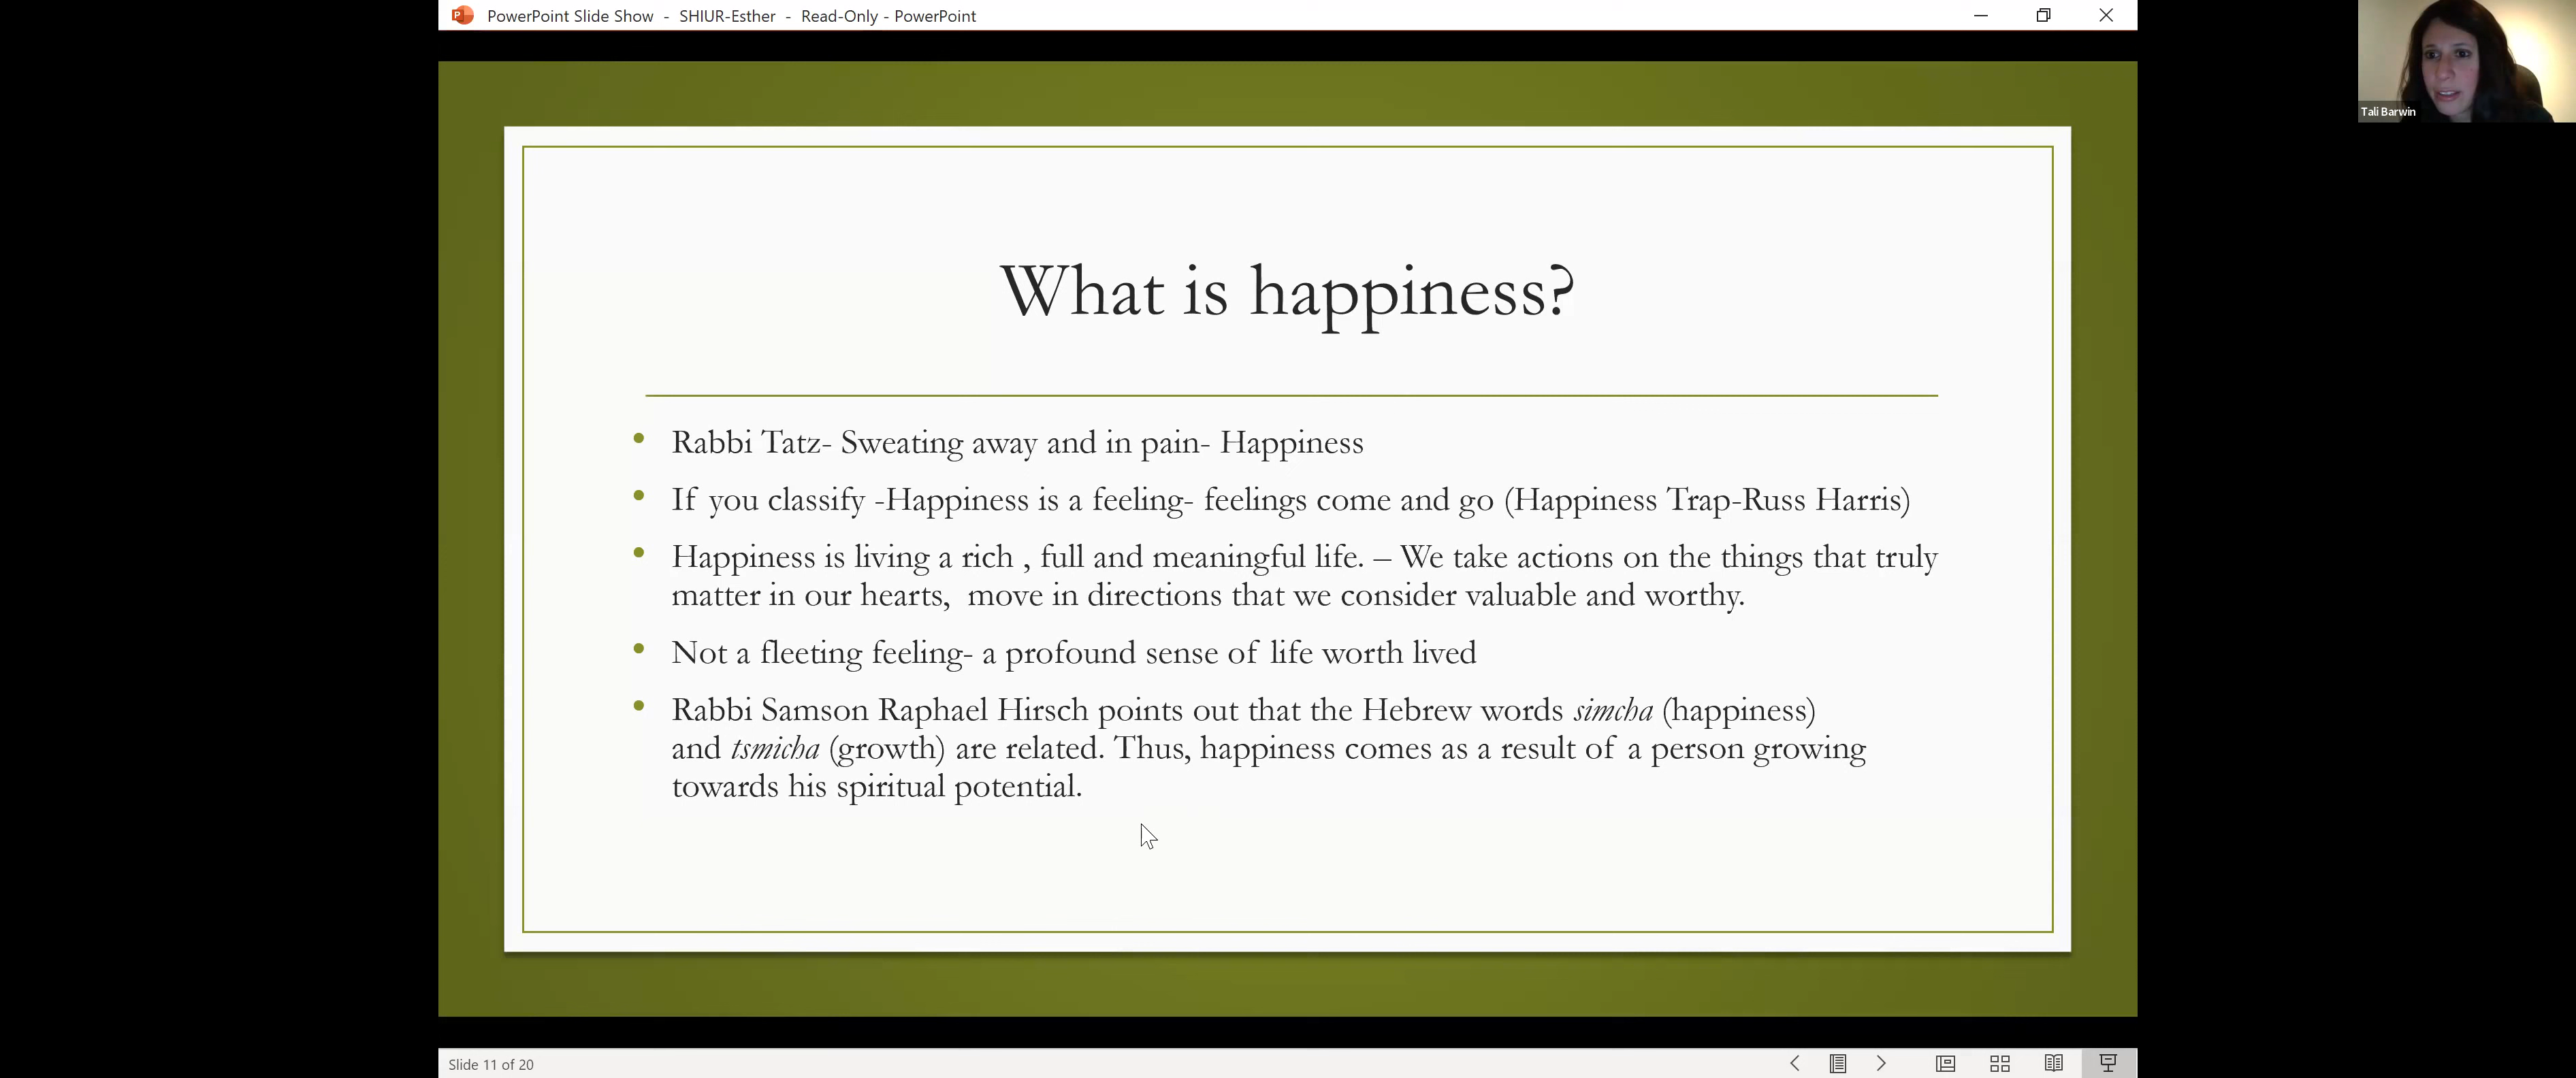 PowerPoint Slide Show - SHIUR-Esther - Read-Only - PowerPoint
Tali Barwin
What is happiness?
Rabbi Tatz- Sweating away and in pain- Happiness
If you classify -Happiness is a feeling- feelings come and go (Happiness Trap-Russ Harris)
Happiness is living a rich , full and meaningful life. – We take actions on the things that truly
matter in our hearts, move in directions that we consider valuable and worthy.
Not a fleeting feeling- a profound sense of life worth lived
Rabbi Samson Raphael Hirsch points out that the Hebrew words simcha (happiness)
and tsmicha (growth) are related. Thus, happiness comes as a result of a person growing
towards his spiritual potential.
Slide 11 of 20